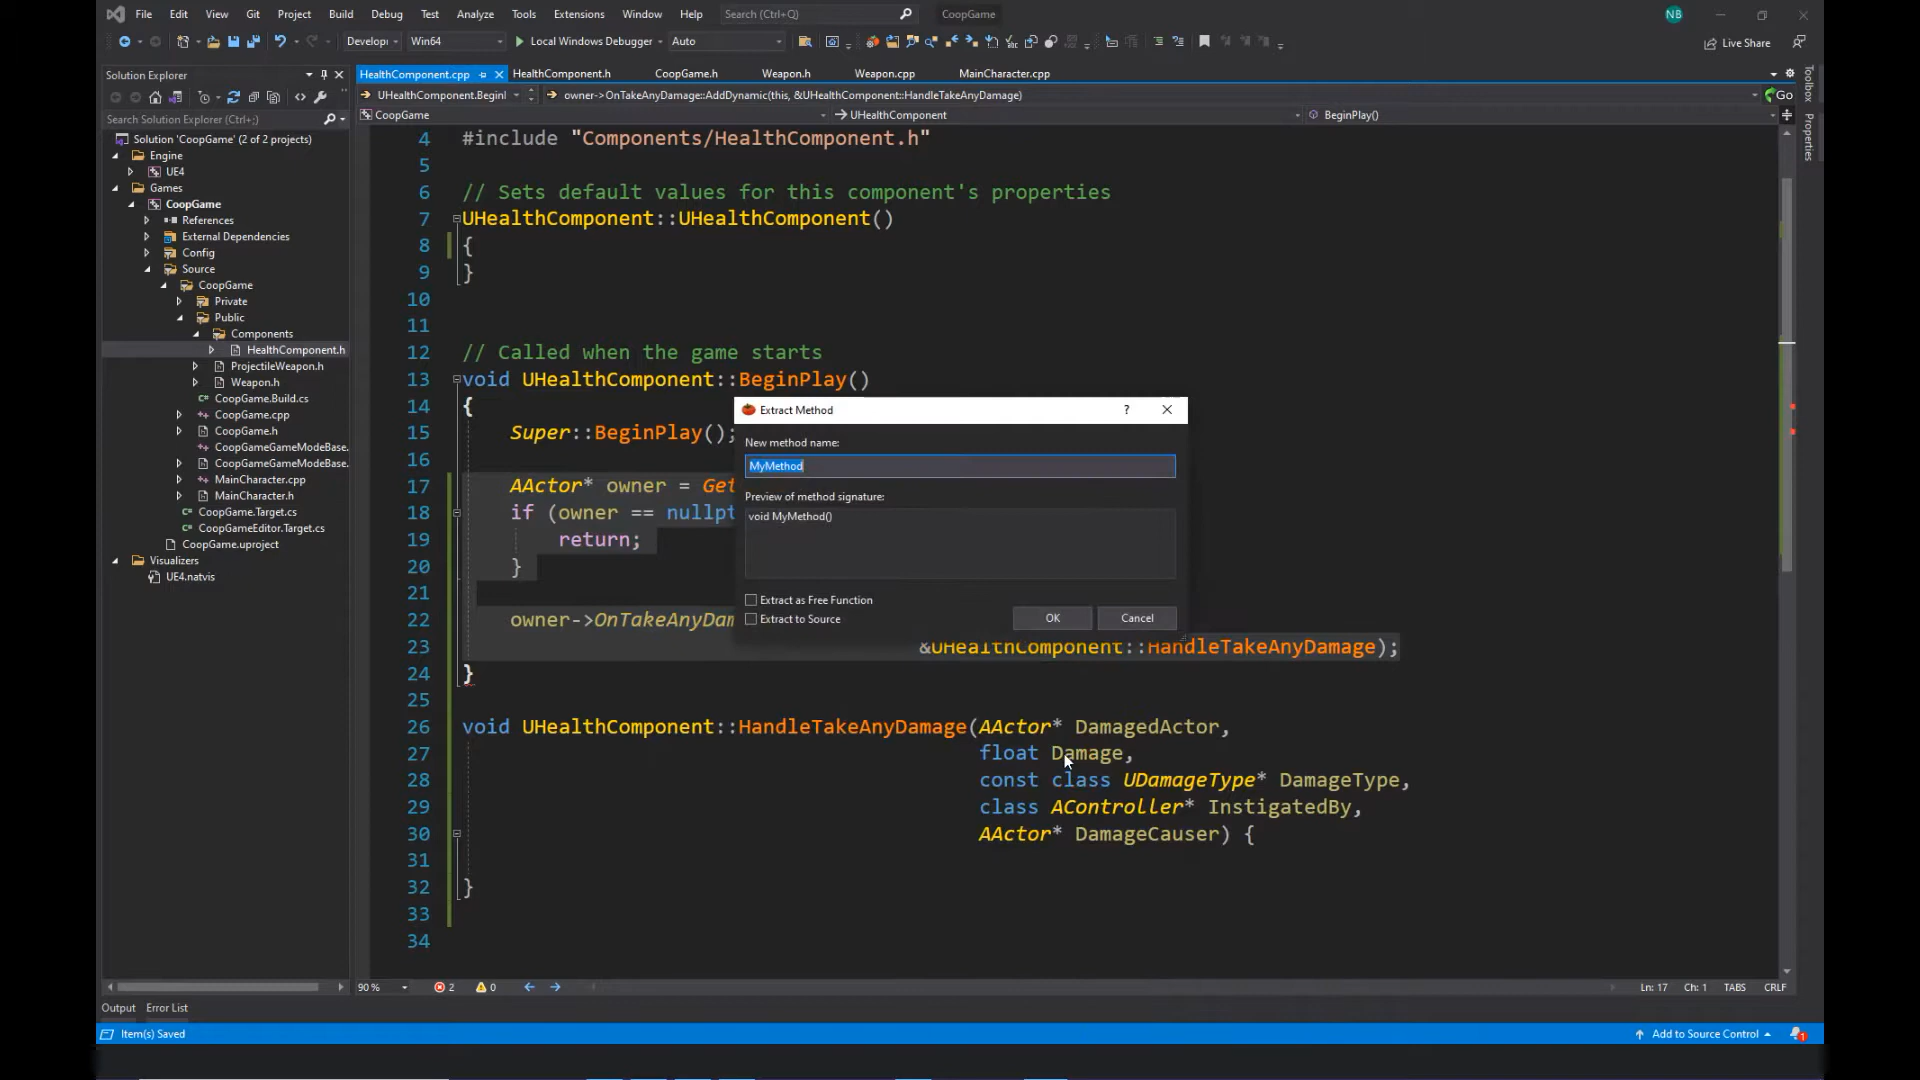 File Edit View Git Project Build Debug Test Analyze Tools Extensions Window Help Search (Ctrl+Q) CoopGame NB
Develop Win64 Local Windows Debugger Auto Live Share
Solution Explorer
HealthComponent.cpp HealthComponent.h CoopGame.h Weapon.h Weapon.cpp MainCharacter.cpp
UHealthComponent.BeginI owner->OnTakeAnyDamage::AddDynamic(this, &UHealthComponent::HandleTakeAnyDamage) Go
CoopGame UHealthComponent BeginPlay()
Search Solution Explorer (Ctrl+;)
Solution 'CoopGame' (2 of 2 projects)
Engine
UE4
Games
CoopGame
References
External Dependencies
Config
Source
CoopGame
Private
Public
Components
HealthComponent.h
ProjectileWeapon.h
Weapon.h
CoopGame.Build.cs
CoopGame.cpp
CoopGame.h
CoopGameGameModeBase.
CoopGameGameModeBase.
MainCharacter.cpp
MainCharacter.h
CoopGame.Target.cs
CoopGameEditor.Target.cs
CoopGame.uproject
Visualizers
UE4.natvis
4 #include "Components/HealthComponent.h"
5
6 // Sets default values for this component's properties
7 UHealthComponent::UHealthComponent()
8 {
9 }
10
11
12 // Called when the game starts
13 void UHealthComponent::BeginPlay()
14 {
15 Super::BeginPlay();
16
17 AActor* owner = Get
18 if (owner == nullpt
19 return;
20 }
21
22 owner->OnTakeAnyDam
23 &UHealthComponent::HandleTakeAnyDamage);
24 }
25
26 void UHealthComponent::HandleTakeAnyDamage(AActor* DamagedActor,
27 float Damage,
28 const class UDamageType* DamageType,
29 class AController* InstigatedBy,
30 AActor* DamageCauser) {
31
32 }
33
34
Extract Method ?
New method name:
MyMethod
Preview of method signature:
void MyMethod()
Extract as Free Function
Extract to Source
OK Cancel
Toolbox
Properties
90 % 2 0 Ln: 17 Ch: 1 TABS CRLF
Output Error List
Item(s) Saved Add to Source Control 1